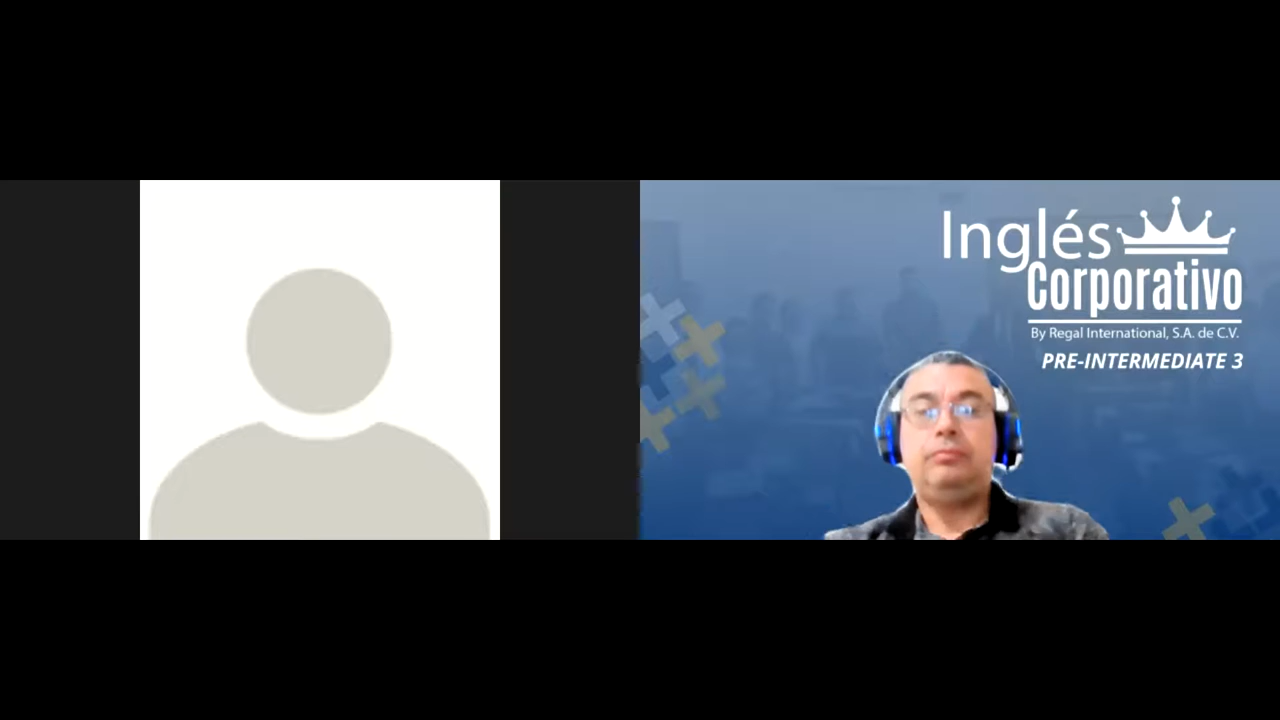 Inglés
Corporativo
By Regal International, S.A. de C.V.
PRE-INTERMEDIATE 3